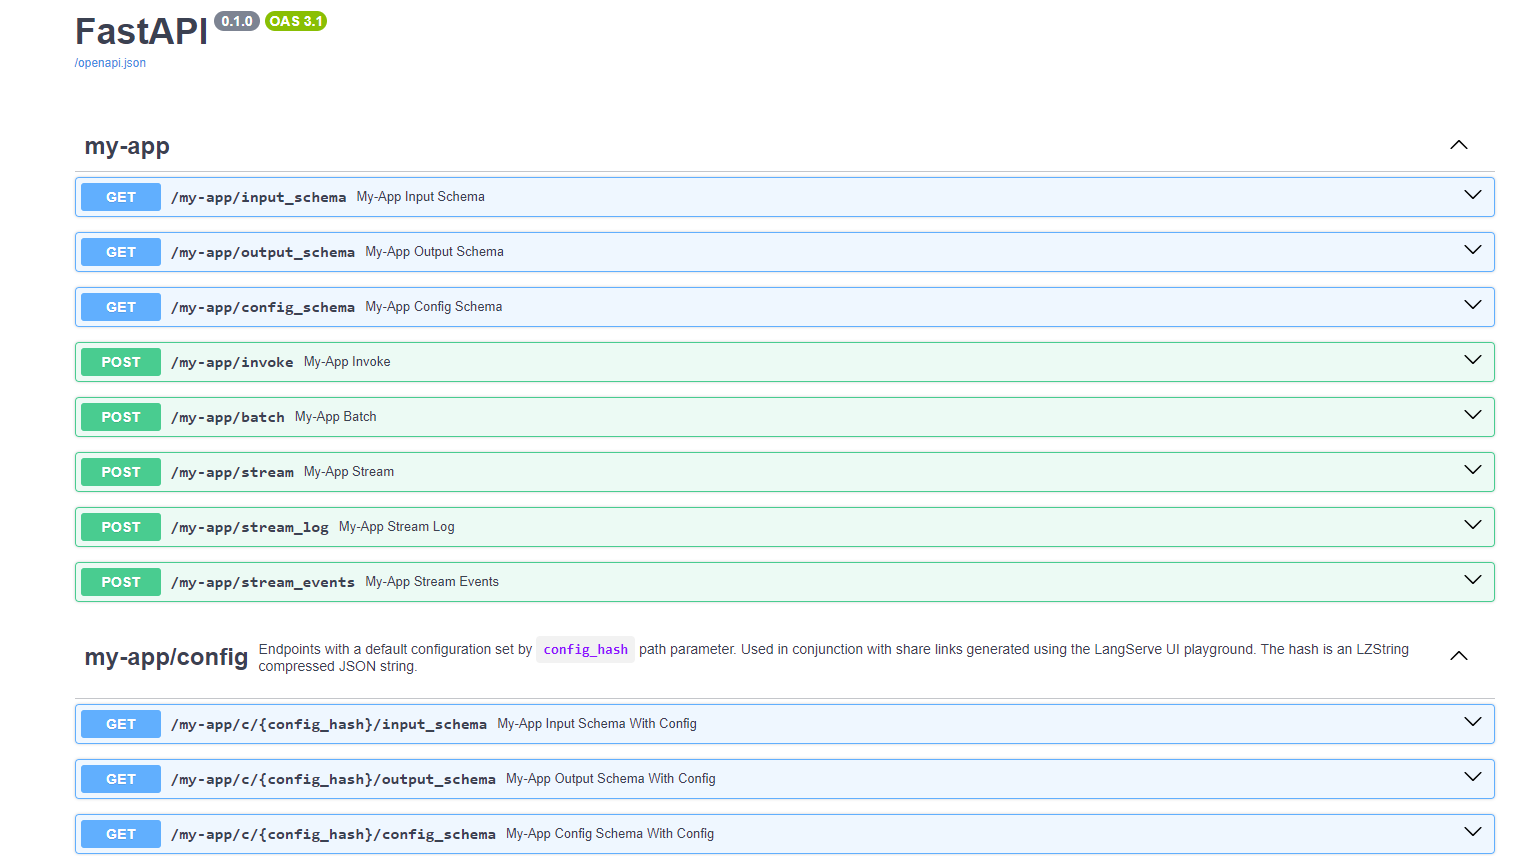 FastAPI 0.1.0 OAS 3.1
/openapi.json
my-app
GET /my-app/input_schema My-App Input Schema
GET /my-app/output_schema My-App Output Schema
GET /my-app/config_schema My-App Config Schema
POST /my-app/invoke My-App Invoke
POST /my-app/batch My-App Batch
POST /my-app/stream My-App Stream
POST /my-app/stream_log My-App Stream Log
POST /my-app/stream_events My-App Stream Events
my-app/config Endpoints with a default configuration set by config_hash path parameter. Used in conjunction with share links generated using the LangServe UI playground. The hash is an LZString
compressed JSON string.
GET /my-app/c/{config_hash}/input_schema My-App Input Schema With Config
GET /my-app/c/{config_hash}/output_schema My-App Output Schema With Config
GET /my-app/c/{config_hash}/config_schema My-App Config Schema With Config